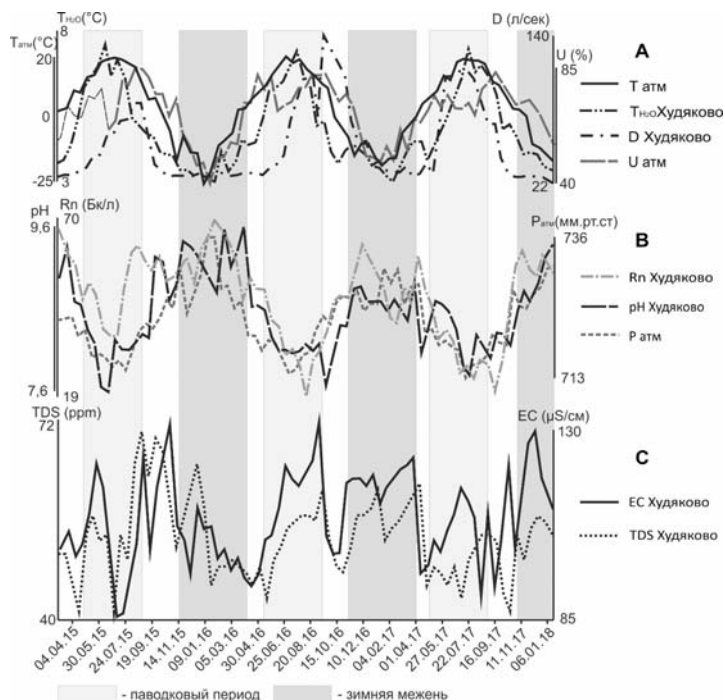 Tн₂о(°C)
D (л/сек)
8
140
Tатм(°C)
U (%)
20
85
A
T атм
0
Tн₂оХудяково
D Худяково
U атм
-25
3
22
40
pH
Rn (Бк/л)
9.6
70
Pатм(мм.рт.ст)
736
B
Rn Худяково
pH Худяково
P атм
713
7.6
19
TDS (ppm)
EC (µS/см)
72
130
C
EC Худяково
TDS Худяково
40
85
04.04.15
30.05.15
24.07.15
19.09.15
14.11.15
09.01.16
05.03.16
30.04.16
25.06.16
20.08.16
15.10.16
10.12.16
04.02.17
01.04.17
27.05.17
22.07.17
16.09.17
11.11.17
06.01.18
- паводковый период
- зимняя межень